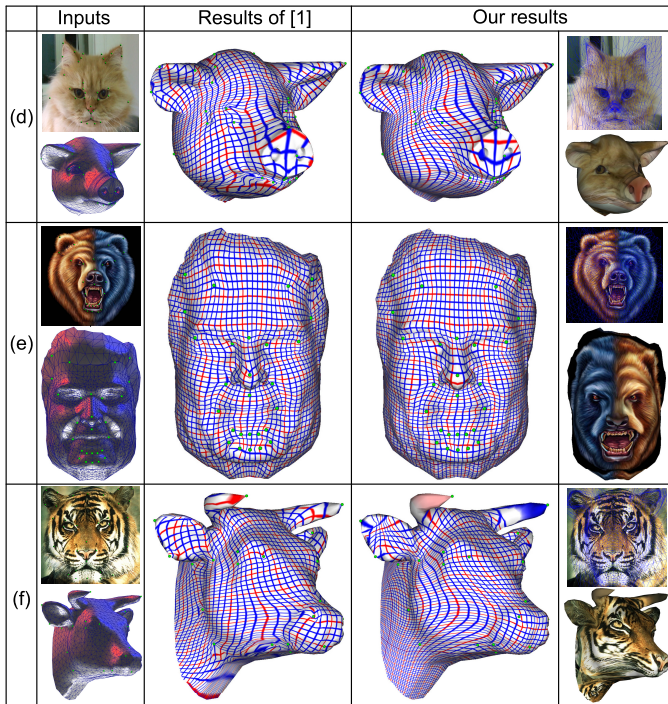 Inputs
Results of [1]
Our results
(d)
(e)
(f)